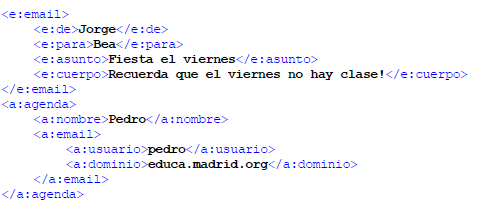 <e:email>
<e:de>Jorge</e:de>
<e:para>Bea</e:para>
<e:asunto>Fiesta el viernes</e:asunto>
<e:cuerpo>Recuerda que el viernes no hay clase!</e:cuerpo>
</e:email>
<a:agenda>
<a:nombre>Pedro</a:nombre>
<a:email>
<a:usuario>pedro</a:usuario>
<a:dominio>educa.madrid.org</a:dominio>
</a:email>
</a:agenda>